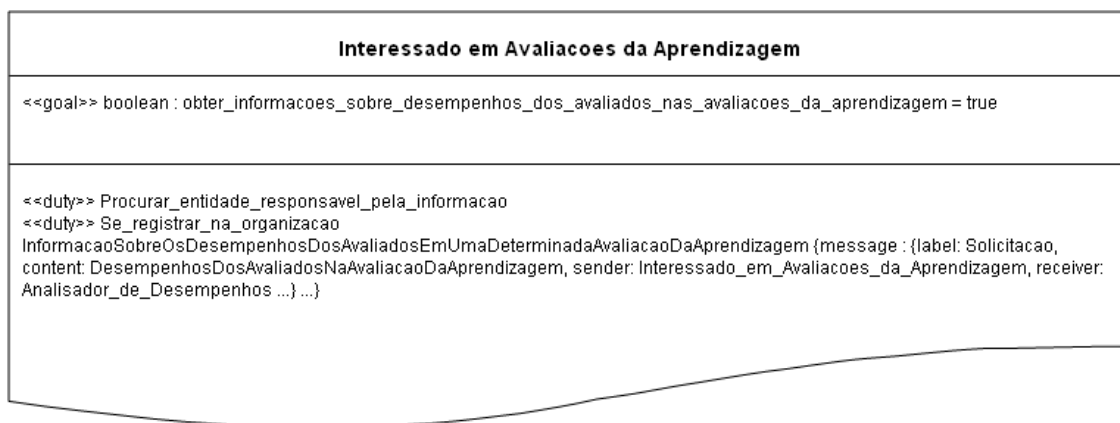 Interessado em Avaliacoes da Aprendizagem
<<goal>> boolean : obter_informacoes_sobre_desempenhos_dos_avaliados_nas_avaliacoes_da_aprendizagem = true
<<duty>> Procurar_entidade_responsavel_pela_informacao
<<duty>> Se_registrar_na_organizacao
InformacaoSobreOsDesempenhosDosAvaliadosEmUmaDeterminadaAvaliacaoDaAprendizagem {message : {label: Solicitacao,
content: DesempenhosDosAvaliadosNaAvaliacaoDaAprendizagem, sender: Interessado_em_Avaliacoes_da_Aprendizagem, receiver:
Analisador_de_Desempenhos ...} ...}